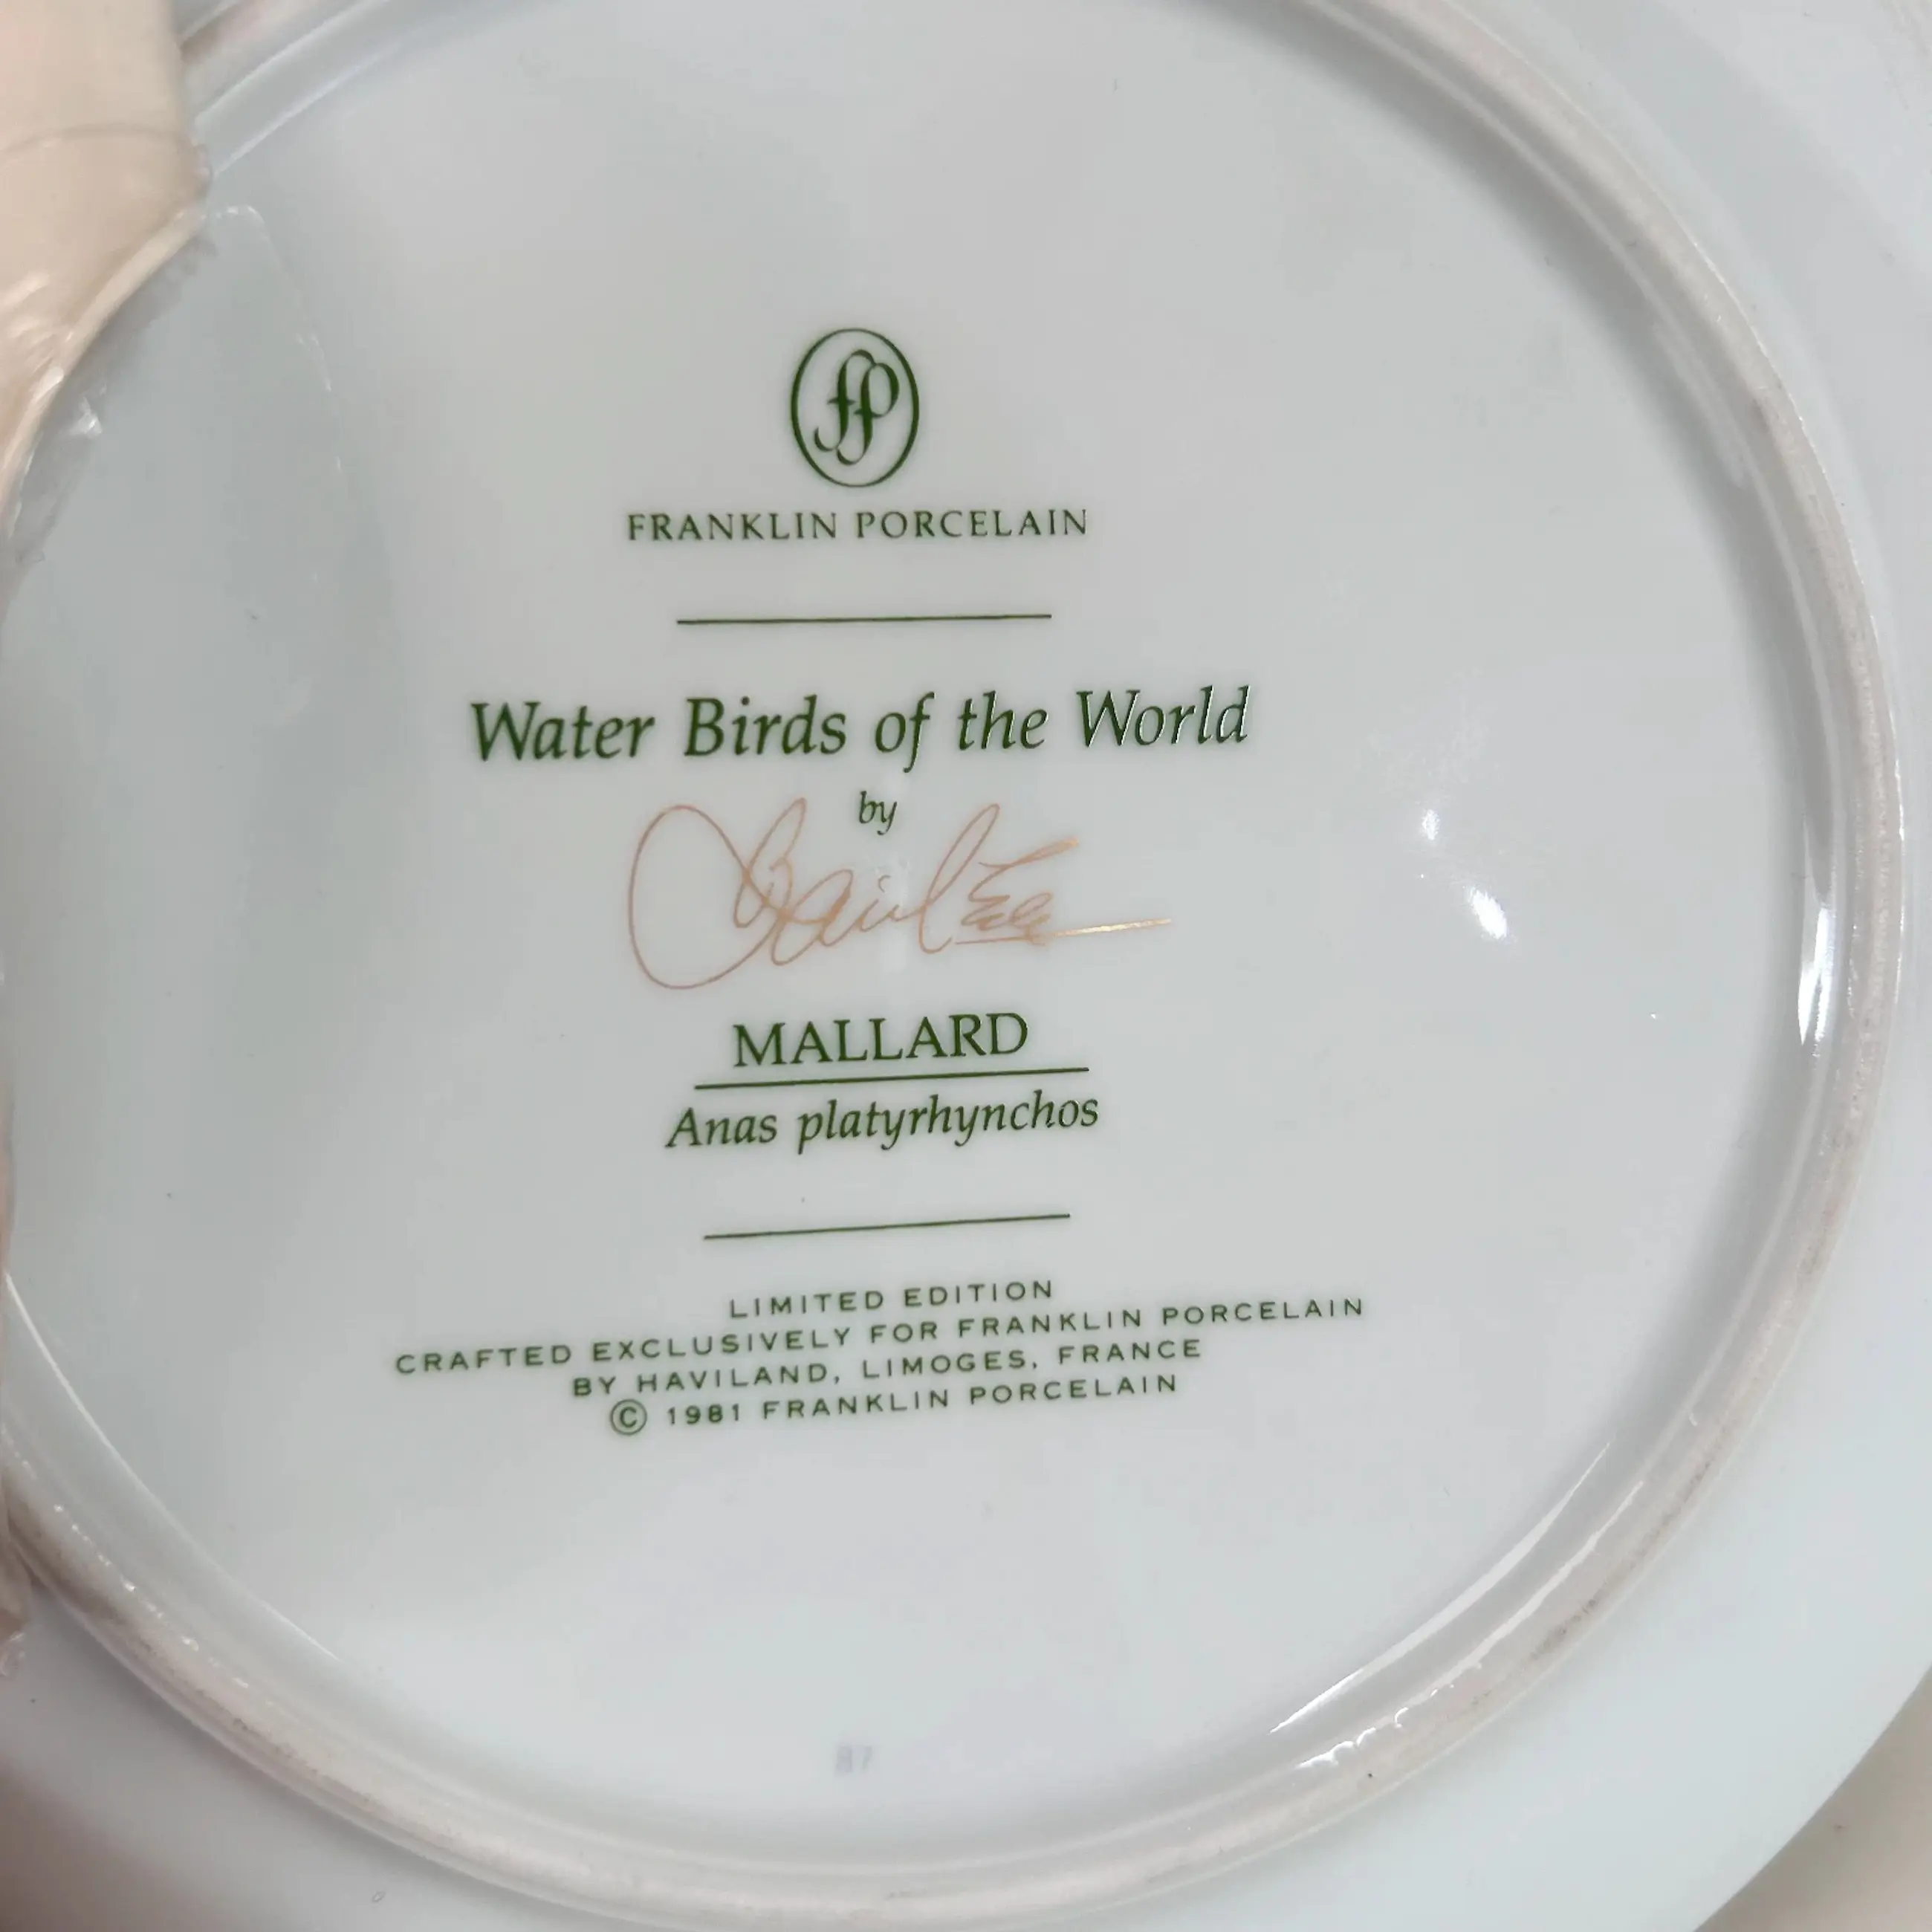 fp
FRANKLIN PORCELAIN
Water Birds of the World
by
MALLARD
Anas platyrhynchos
LIMITED EDITION
CRAFTED EXCLUSIVELY FOR FRANKLIN PORCELAIN
BY HAVILAND, LIMOGES, FRANCE
© 1981 FRANKLIN PORCELAIN